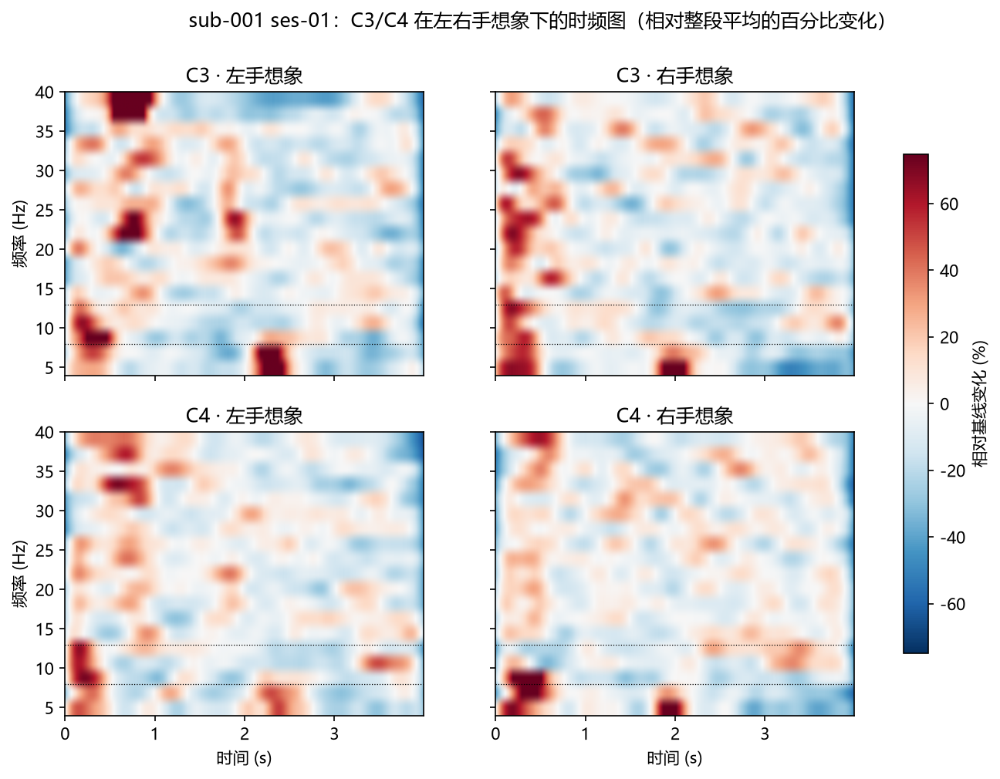 sub-001 ses-01：C3/C4 在左右手想象下的时频图（相对整段平均的百分比变化）
C3 · 左手想象
C3 · 右手想象
频率 (Hz)
40
35
30
25
20
15
10
5
C4 · 左手想象
C4 · 右手想象
频率 (Hz)
40
35
30
25
20
15
10
5
0 1 2 3
0 1 2 3
时间 (s)
时间 (s)
60
40
20
0
-20
-40
-60
相对基线变化 (%)